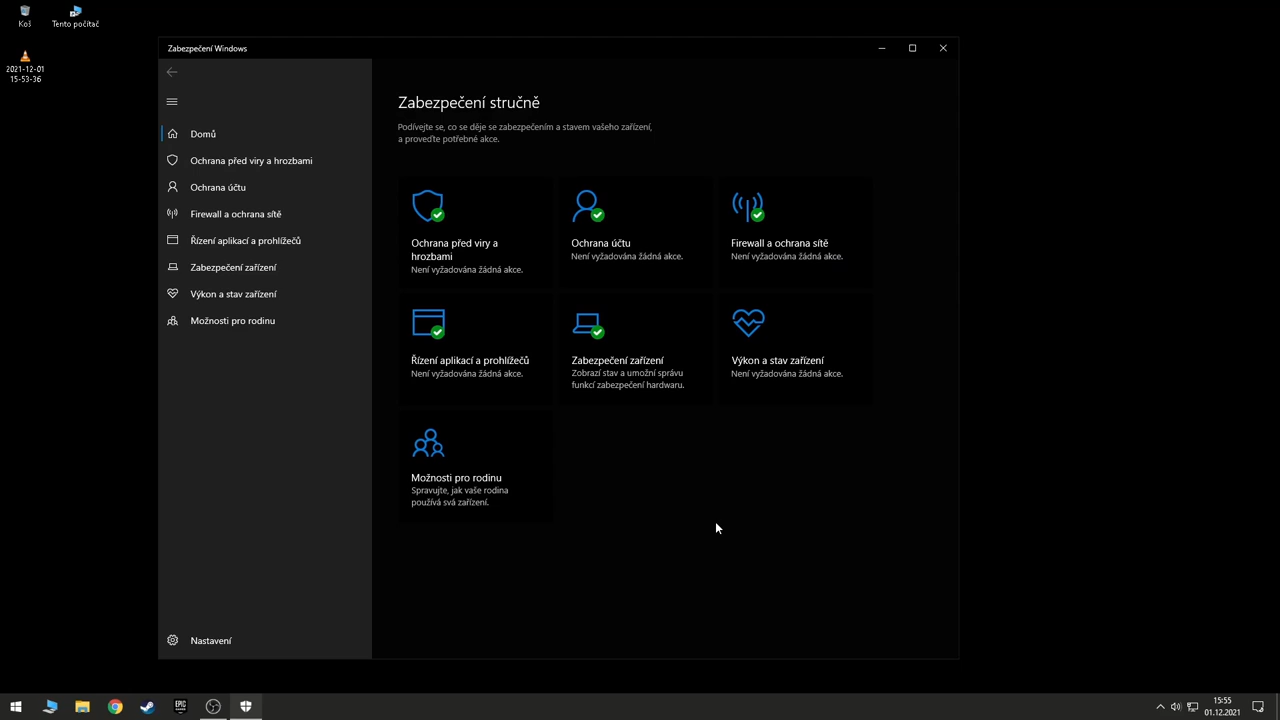 Koš
Tento počítač
2021-12-01
15-53-36
Zabezpečení Windows
Domů
Ochrana před viry a hrozbami
Ochrana účtu
Firewall a ochrana sítě
Řízení aplikací a prohlížečů
Zabezpečení zařízení
Výkon a stav zařízení
Možnosti pro rodinu
Nastavení
Zabezpečení stručně
Podívejte se, co se děje se zabezpečením a stavem vašeho zařízení,
a proveďte potřebné akce.
Ochrana před viry a
hrozbami
Není vyžadována žádná akce.
Ochrana účtu
Není vyžadována žádná akce.
Firewall a ochrana sítě
Není vyžadována žádná akce.
Řízení aplikací a prohlížečů
Není vyžadována žádná akce.
Zabezpečení zařízení
Zobrazí stav a umožní správu
funkcí zabezpečení hardwaru.
Výkon a stav zařízení
Není vyžadována žádná akce.
Možnosti pro rodinu
Spravujte, jak vaše rodina
používá svá zařízení.
EPIC
15:55
01.12.2021